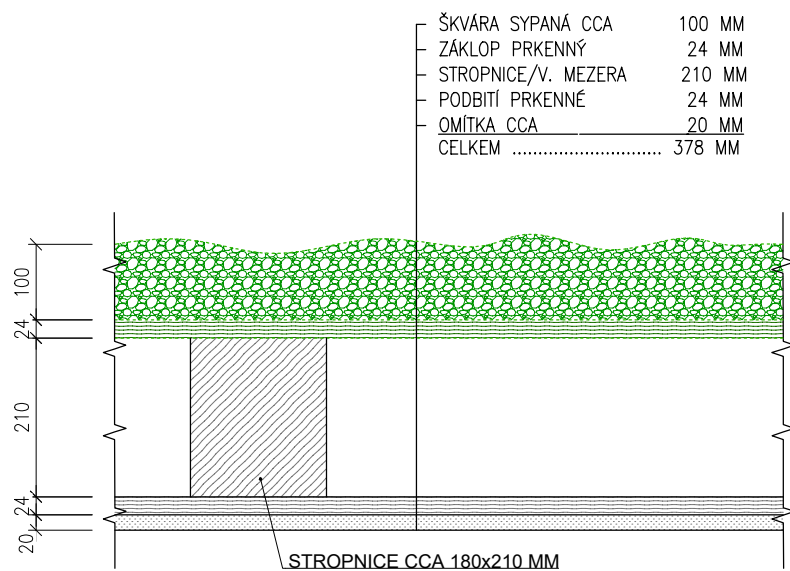 ŠKVÁRA SYPANÁ CCA 100 MM
ZÁKLOP PRKENNÝ 24 MM
STROPNICE/V. MEZERA 210 MM
PODBITÍ PRKENNÉ 24 MM
OMÍTKA CCA 20 MM
CELKEM .............................. 378 MM
100
24
210
24
20
STROPNICE CCA 180x210 MM